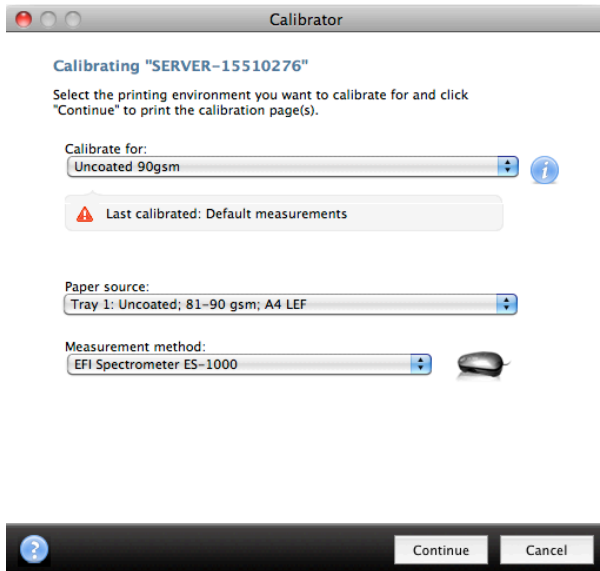 Calibrator
Calibrating "SERVER-15510276"
Select the printing environment you want to calibrate for and click
"Continue" to print the calibration page(s).
Calibrate for:
Uncoated 90gsm
i
Last calibrated: Default measurements
Paper source:
Tray 1: Uncoated; 81-90 gsm; A4 LEF
Measurement method:
EFI Spectrometer ES-1000
? Continue Cancel